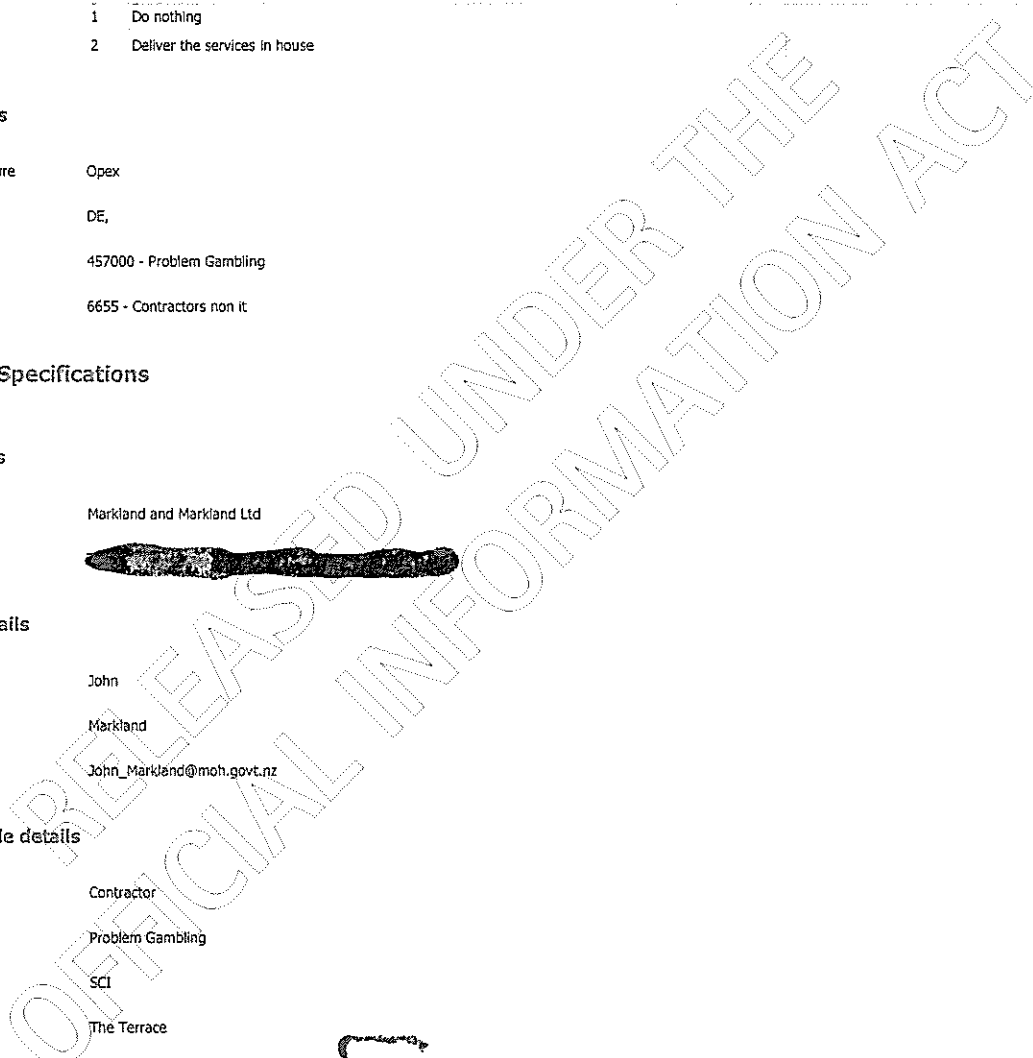 1 Do nothing
2 Deliver the services in house
s
Opex
DE,
457000 - Problem Gambling
6655 - Contractors non it
Specifications
s
Markland and Markland Ltd
ails
John
Markland
John_Markland@moh.govt.nz
le details
Contractor
Problem Gambling
SCI
The Terrace
RELEASED UNDER THE
OFFICIAL INFORMATION ACT